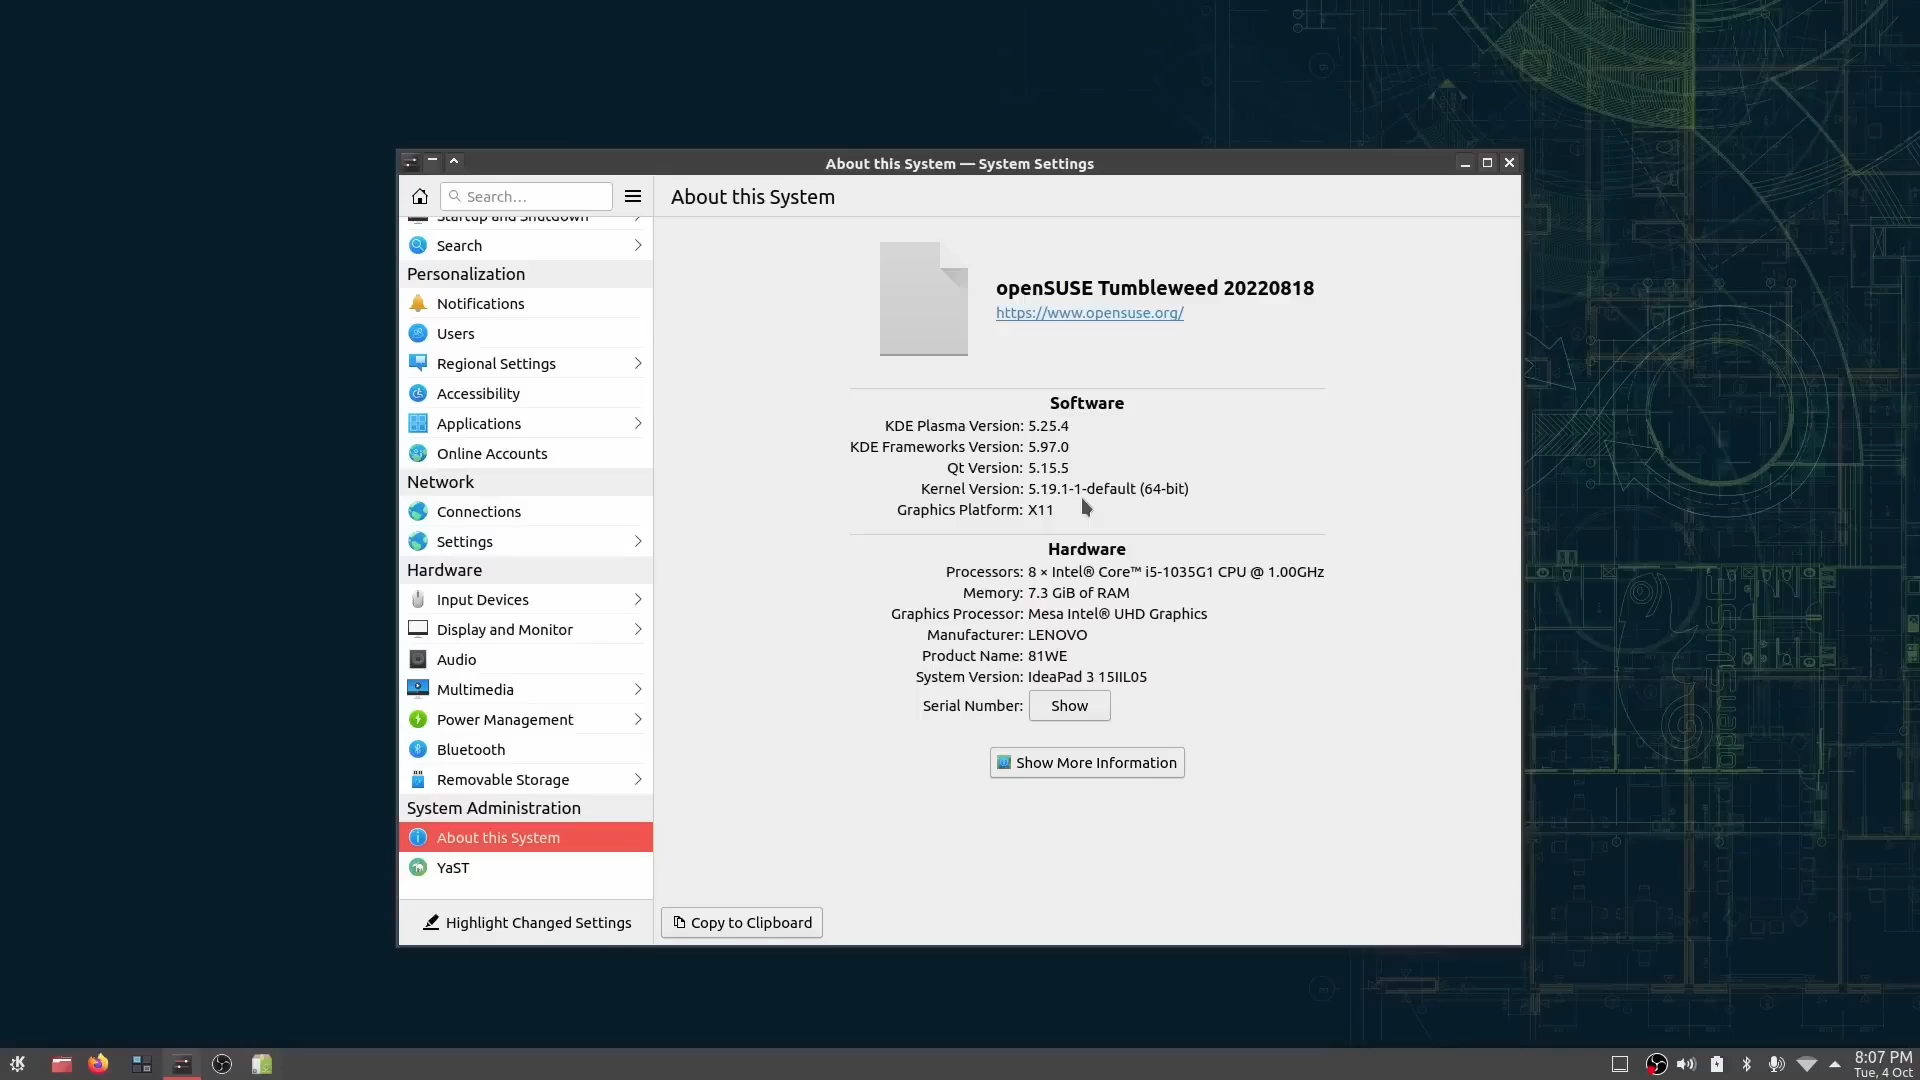 About this System — System Settings
Search...
About this System
Startup and Shutdown
Search
Personalization
Notifications
Users
Regional Settings
Accessibility
Applications
Online Accounts
Network
Connections
Settings
Hardware
Input Devices
Display and Monitor
Audio
Multimedia
Power Management
Bluetooth
Removable Storage
System Administration
About this System
YaST
Highlight Changed Settings
openSUSE Tumbleweed 20220818
https://www.opensuse.org/
Software
KDE Plasma Version: 5.25.4
KDE Frameworks Version: 5.97.0
Qt Version: 5.15.5
Kernel Version: 5.19.1-1-default (64-bit)
Graphics Platform: X11
Hardware
Processors: 8 × Intel® Core™ i5-1035G1 CPU @ 1.00GHz
Memory: 7.3 GiB of RAM
Graphics Processor: Mesa Intel® UHD Graphics
Manufacturer: LENOVO
Product Name: 81WE
System Version: IdeaPad 3 15IIL05
Serial Number: Show
Show More Information
Copy to Clipboard
openSUSE
8:07 PM
Tue, 4 Oct